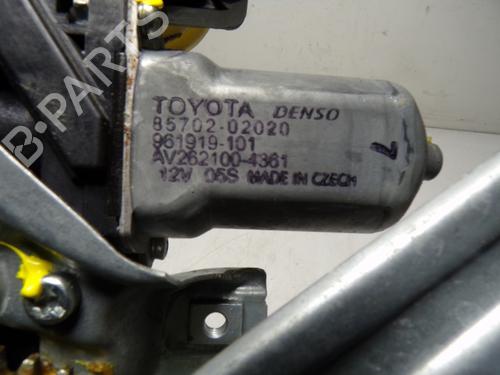 TOYOTA DENSO
85702-02020
961919-101
AV262100-4361
12V 05S MADE IN CZECH
L
B-PARTS